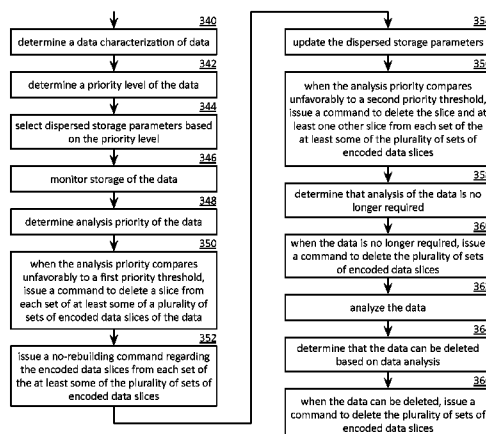 340
determine a data characterization of data
342
determine a priority level of the data
344
select dispersed storage parameters based
on the priority level
346
monitor storage of the data
348
determine analysis priority of the data
350
when the analysis priority compares
unfavorably to a first priority threshold,
issue a command to delete a slice from
each set of at least some of a plurality of
sets of encoded data slices of the data
352
issue a no-rebuilding command regarding
the encoded data slices from each set of
the at least some of the plurality of sets of
encoded data slices
update the dispersed storage parameters
when the analysis priority compares
unfavorably to a second priority threshold,
issue a command to delete the slice and at
least one other slice from each set of the
at least some of the plurality of sets of
encoded data slices
determine that analysis of the data is no
longer required
when the data is no longer required, issue
a command to delete the plurality of sets
of encoded data slices
analyze the data
determine that the data can be deleted
based on data analysis
when the data can be deleted, issue a
command to delete the plurality of sets of
encoded data slices